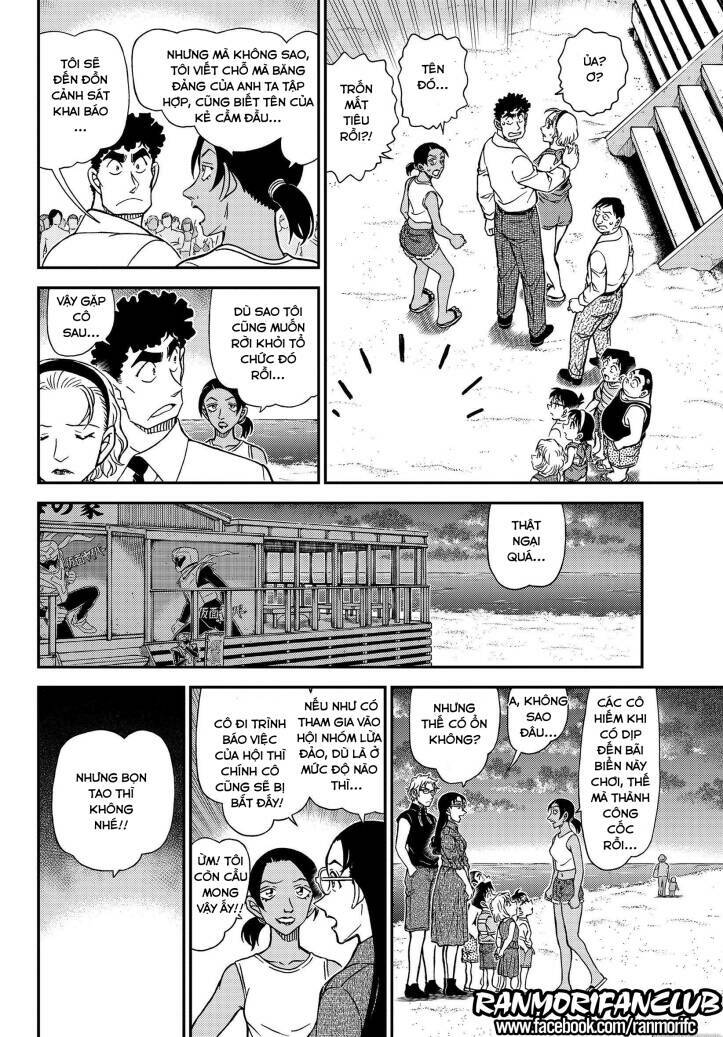 ỦA?
Ơ?
TÊN
ĐÓ...
TRỐN
MẤT
TIÊU
RỒI?!
NHƯNG MÀ KHÔNG SAO,
TÔI VIẾT CHỖ MÀ BĂNG
ĐẢNG CỦA ANH TA TẬP
HỢP, CŨNG BIẾT TÊN CỦA
KẺ CẦM ĐẦU...
TÔI SẼ
ĐẾN ĐỒN
CẢNH SÁT
KHAI BÁO
...
DÙ SAO TÔI
CŨNG MUỐN
RỜI KHỎI TỔ
CHỨC ĐÓ
RỒI...
VẬY GẶP
CÔ
SAU...
の家
仮面
THẬT
NGẠI
QUÁ...
CÁC CÔ
HIẾM KHI
CÓ DỊP
ĐẾN BÃI
BIỂN NÀY
CHƠI, THẾ
MÀ THÀNH
CÔNG
CỐC
RỒI...
A, KHÔNG
SAO
ĐÂU...
NHƯNG
THẾ CÓ ỔN
KHÔNG?
NẾU NHƯ CÓ
THAM GIA VÀO
HỘI NHÓM LỪA
ĐẢO, DÙ LÀ Ở
MỨC ĐỘ NÀO
THÌ...
CÔ ĐI TRÌNH
BÁO VIỆC
CỦA HỘI THÌ
CHÍNH CÔ
CŨNG SẼ BỊ
BẮT ĐẤY!
ỪM! TÔI
CÒN CẦU
MONG
VẬY ẤY!!
NHƯNG BỌN
TAO THÌ
KHÔNG
NHÉ!!
RANMORIFANCLUB
www.facebook.com/ranmorifc